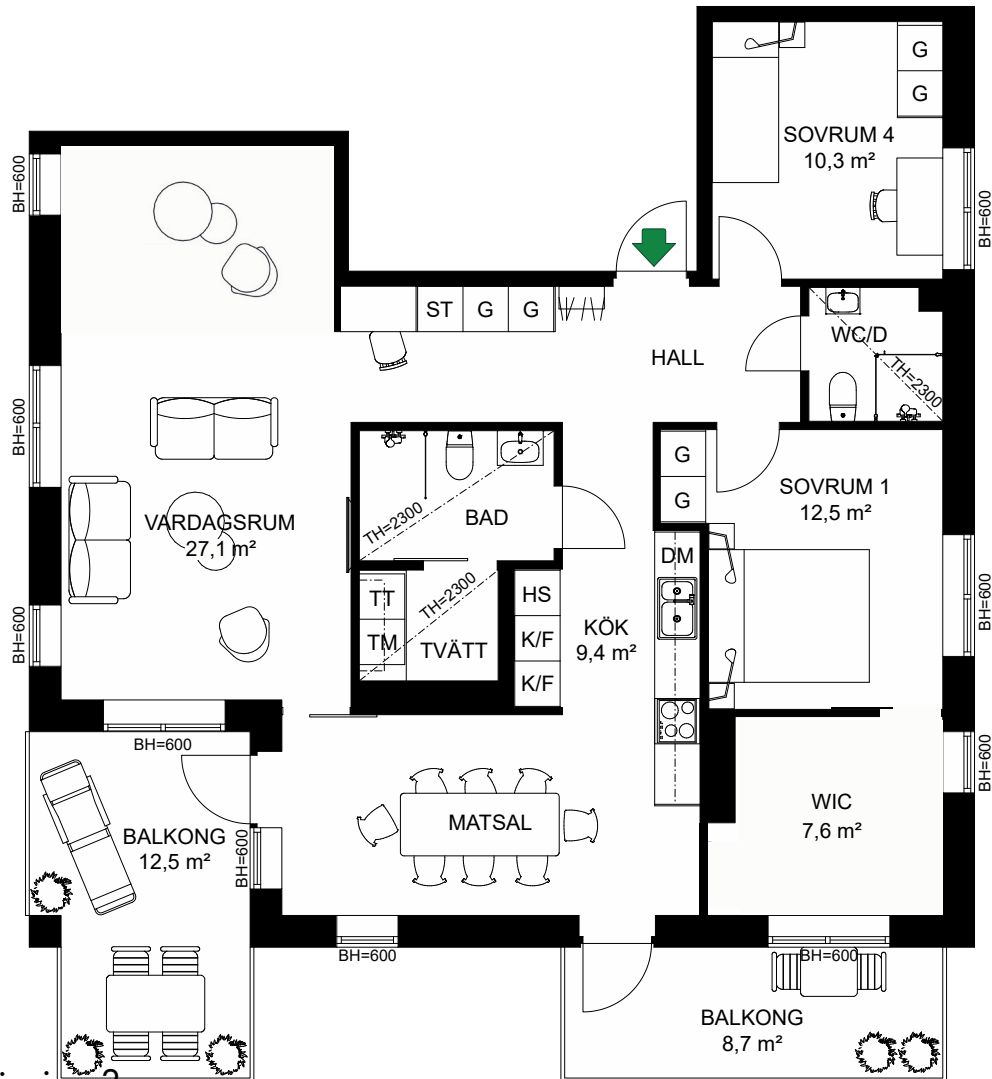 G
G
SOVRUM 4
10,3 m²
BH=600
BH=600
ST
G
G
HALL
WC/D
TH=2300
BH=600
G
G
SOVRUM 1
12,5 m²
VARDAGSRUM
27,1 m²
TH=2300
BAD
DM
BH=600
TT
TM
TH=2300
TVÄTT
HS
K/F
K/F
KÖK
9,4 m²
BH=600
BH=600
BH=600
BALKONG
12,5 m²
BH=600
MATSAL
WIC
7,6 m²
BH=600
BH=600
BALKONG
8,7 m²